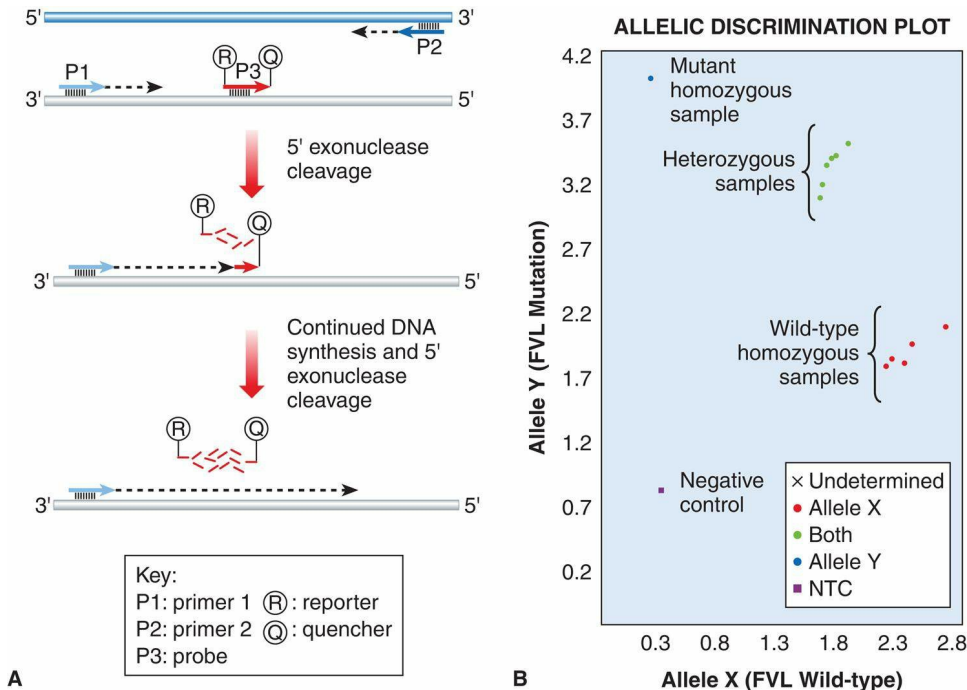 5'
3'
P2
R
Q
P1
P3
3'
5'
5' exonuclease
cleavage
R
Q
3'
5'
Continued DNA
synthesis and 5'
exonuclease
cleavage
R
Q
3'
5'
Key:
P1: primer 1 R : reporter
P2: primer 2 Q : quencher
P3: probe
A
ALLELIC DISCRIMINATION PLOT
4.2
3.7
3.2
2.7
2.2
1.7
1.2
0.7
0.2
Allele Y (FVL Mutation)
Mutant
homozygous
sample
Heterozygous
samples
Wild-type
homozygous
samples
Negative
control
× Undetermined
Allele X
Both
Allele Y
NTC
0.3 0.8 1.3 1.8 2.3 2.8
B
Allele X (FVL Wild-type)